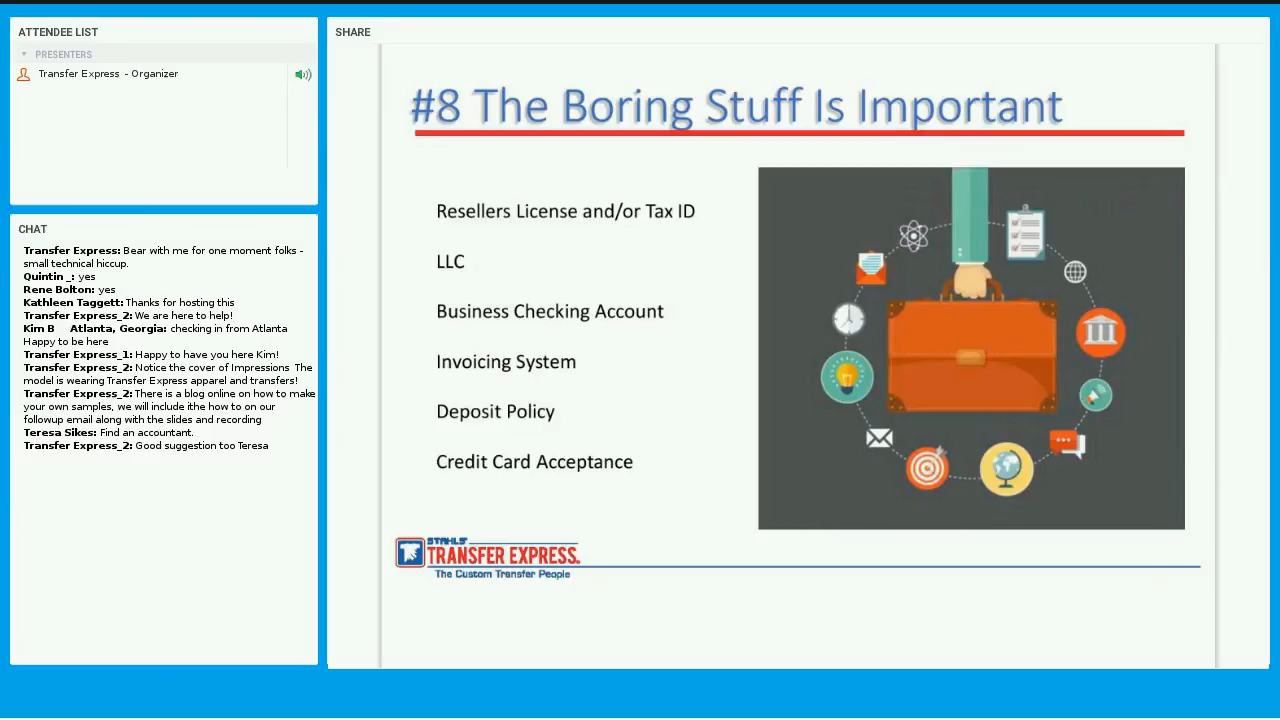 ATTENDEE LIST
PRESENTERS
Transfer Express - Organizer
CHAT
Transfer Express: Bear with me for one moment folks -
small technical hiccup.
Quintin _: yes
Rene Bolton: yes
Kathleen Taggett: Thanks for hosting this
Transfer Express_2: We are here to help!
Kim B Atlanta, Georgia: checking in from Atlanta
Happy to be here
Transfer Express_1: Happy to have you here Kim!
Transfer Express_2: Notice the cover of Impressions The
model is wearing Transfer Express apparel and transfers!
Transfer Express_2: There is a blog online on how to make
your own samples, we will include ithe how to on our
followup email along with the slides and recording
Teresa Sikes: Find an accountant.
Transfer Express_2: Good suggestion too Teresa
SHARE
#8 The Boring Stuff Is Important
Resellers License and/or Tax ID
LLC
Business Checking Account
Invoicing System
Deposit Policy
Credit Card Acceptance
STAHLS'
TRANSFER EXPRESS.
The Custom Transfer People